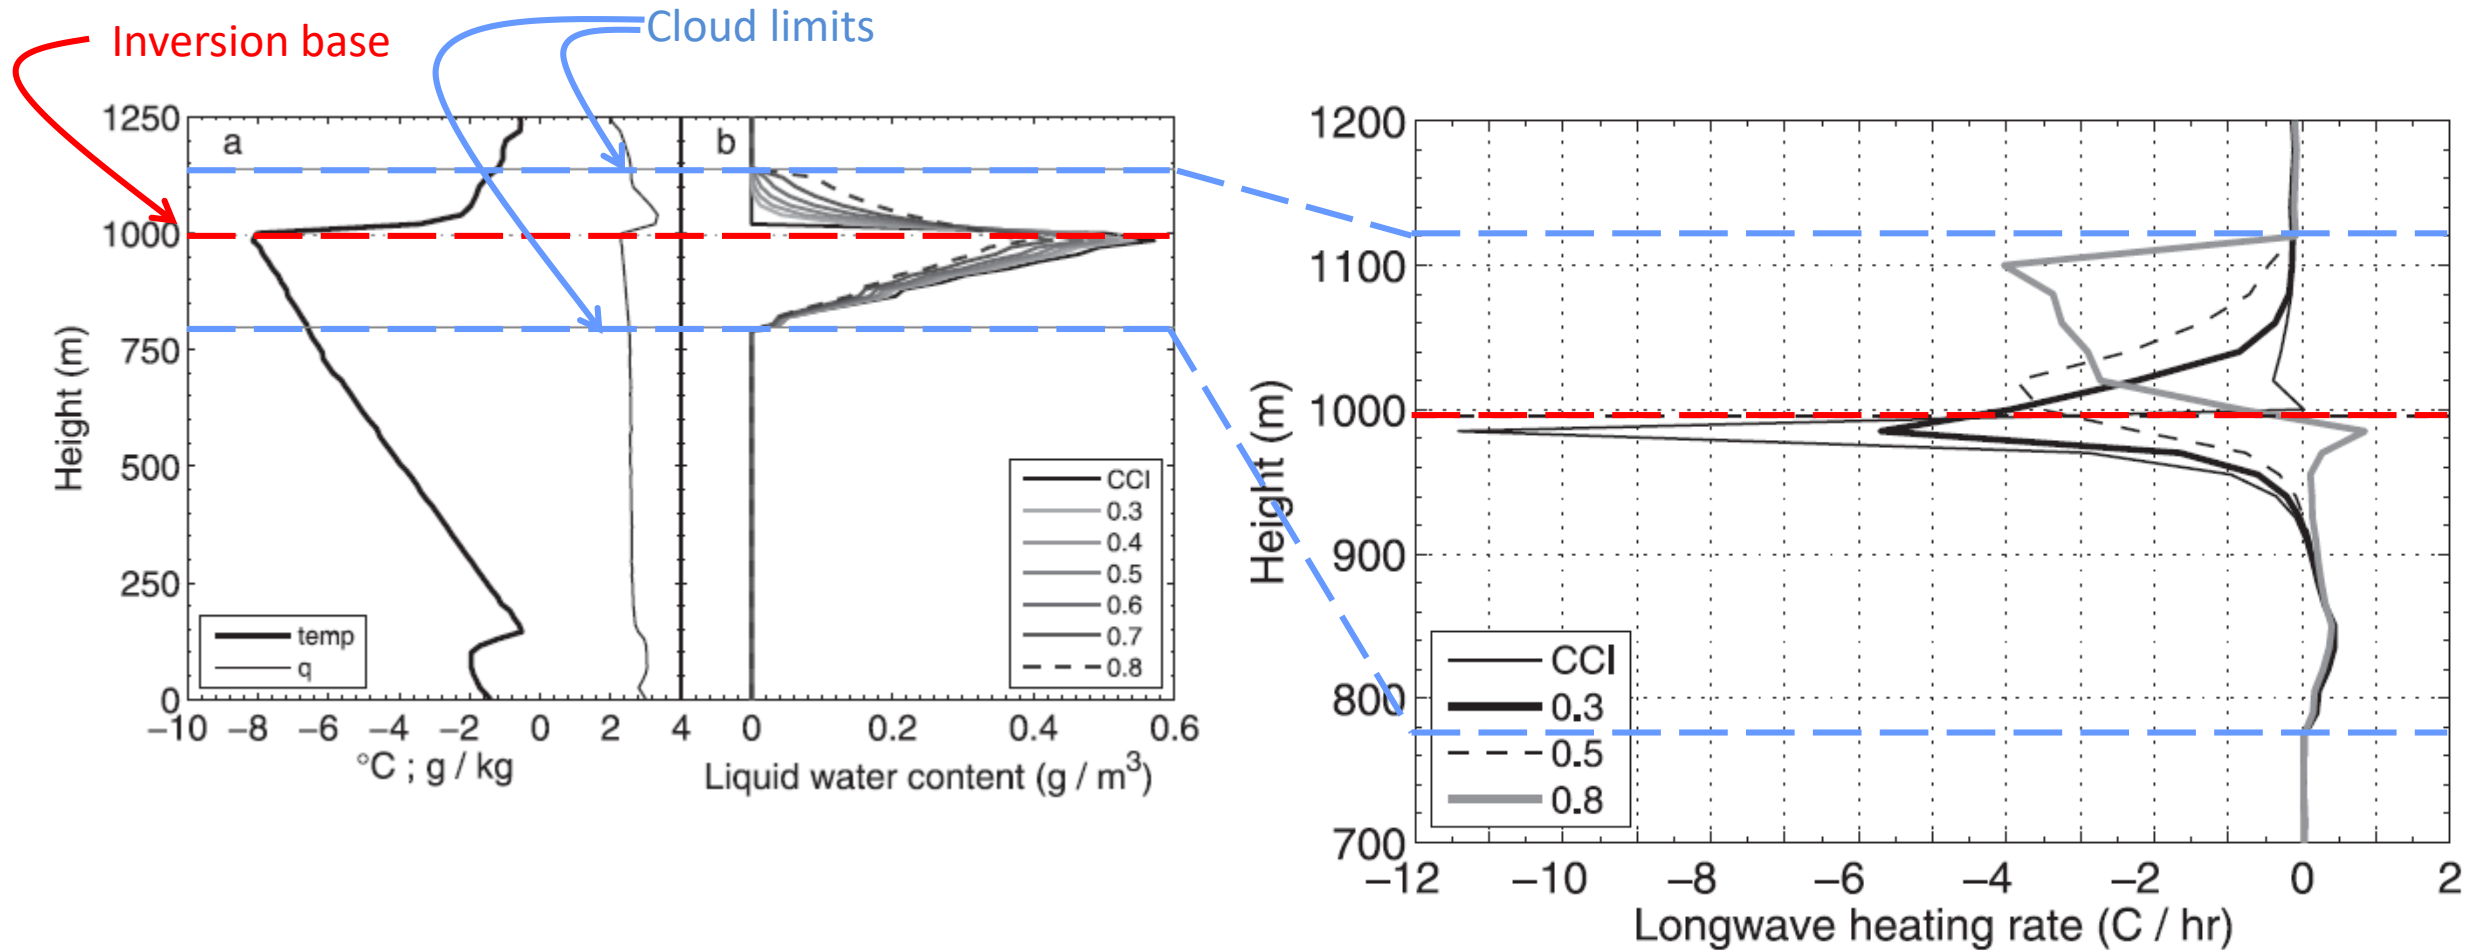 Inversion base
Cloud limits
a
b
1250
1000
750
500
250
0
Height (m)
temp
q
−10 −8 −6 −4 −2 0 2 4
°C ; g / kg
CCI
0.3
0.4
0.5
0.6
0.7
0.8
0 0.2 0.4 0.6
Liquid water content (g / m³)
1200
1100
1000
900
800
700
Height (m)
CCI
0.3
0.5
0.8
−12 −10 −8 −6 −4 −2 0 2
Longwave heating rate (C / hr)